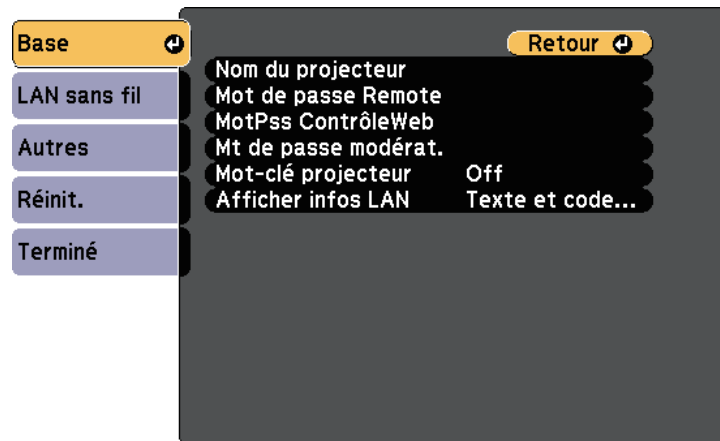 Base
LAN sans fil
Autres
Réinit.
Terminé
Retour
Nom du projecteur
Mot de passe Remote
MotPss ContrôleWeb
Mt de passe modérat.
Mot-clé projecteur Off
Afficher infos LAN Texte et code...